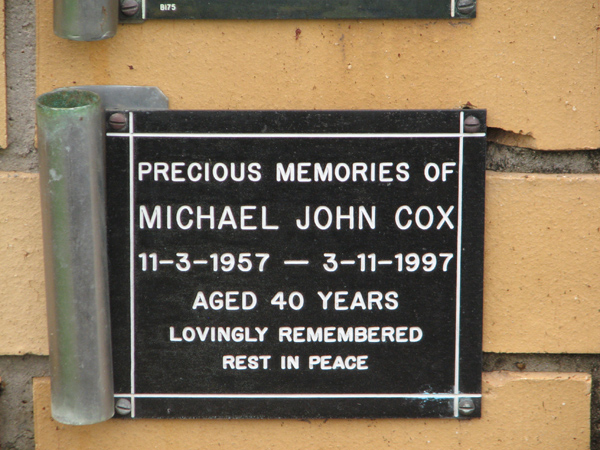 B175
PRECIOUS MEMORIES OF
MICHAEL JOHN COX
11-3-1957 — 3-11-1997
AGED 40 YEARS
LOVINGLY REMEMBERED
REST IN PEACE